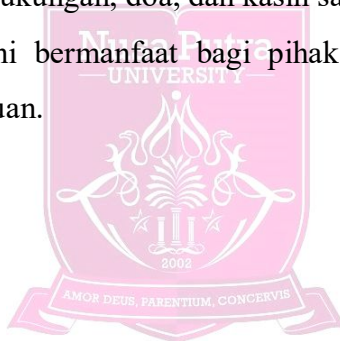 ukungan, doa, dan kasih sa
ni bermanfaat bagi pihak
uan.
Nusa Putra
UNIVERSITY
2002
AMOR DEUS, PARENTIUM, CONCERVIS